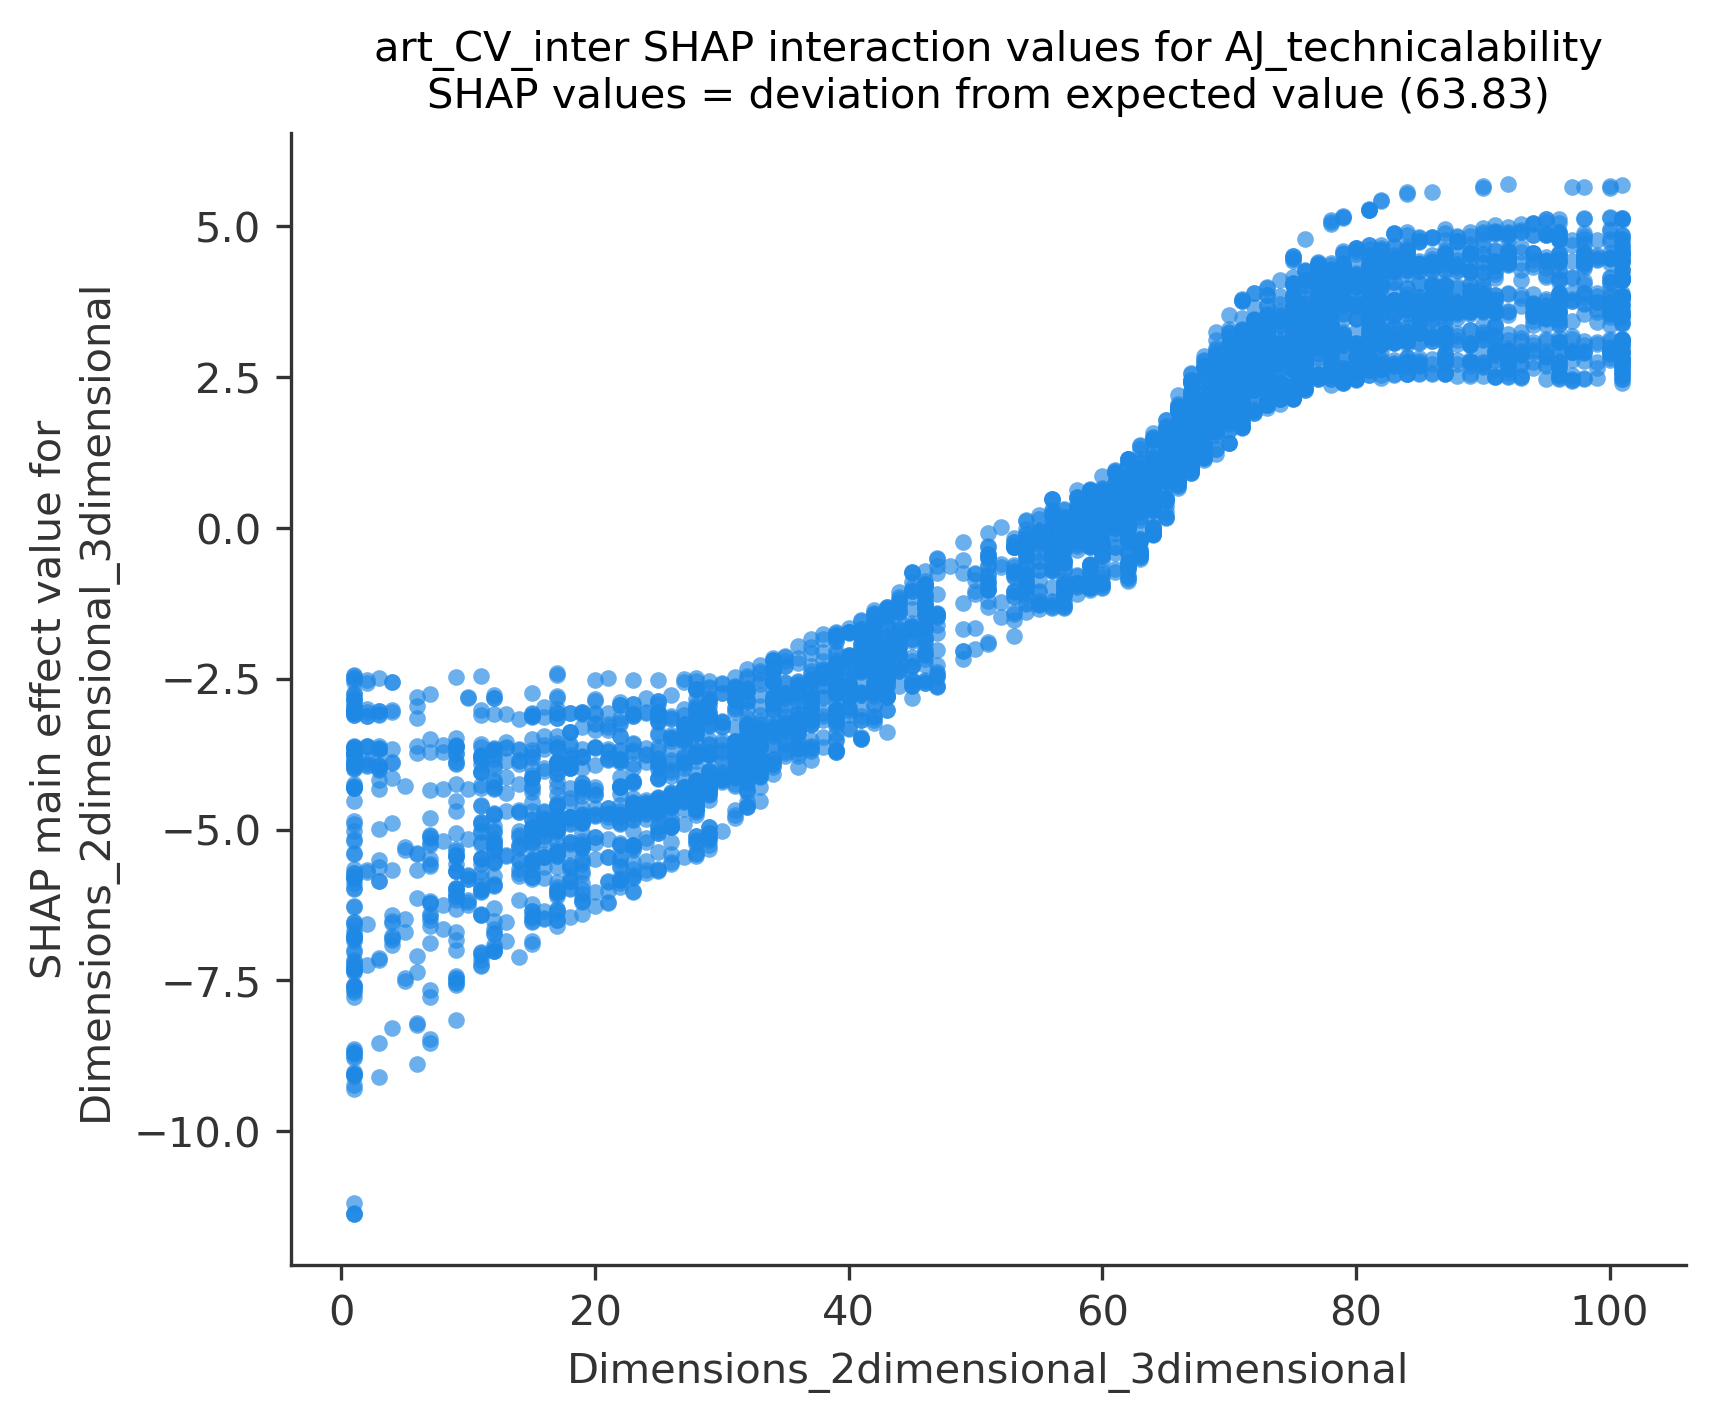 art_CV_inter SHAP interaction values for AJ_technicalability
SHAP values = deviation from expected value (63.83)
SHAP main effect value for
Dimensions_2dimensional_3dimensional
5.0
2.5
0.0
−2.5
−5.0
−7.5
−10.0
0
20
40
60
80
100
Dimensions_2dimensional_3dimensional